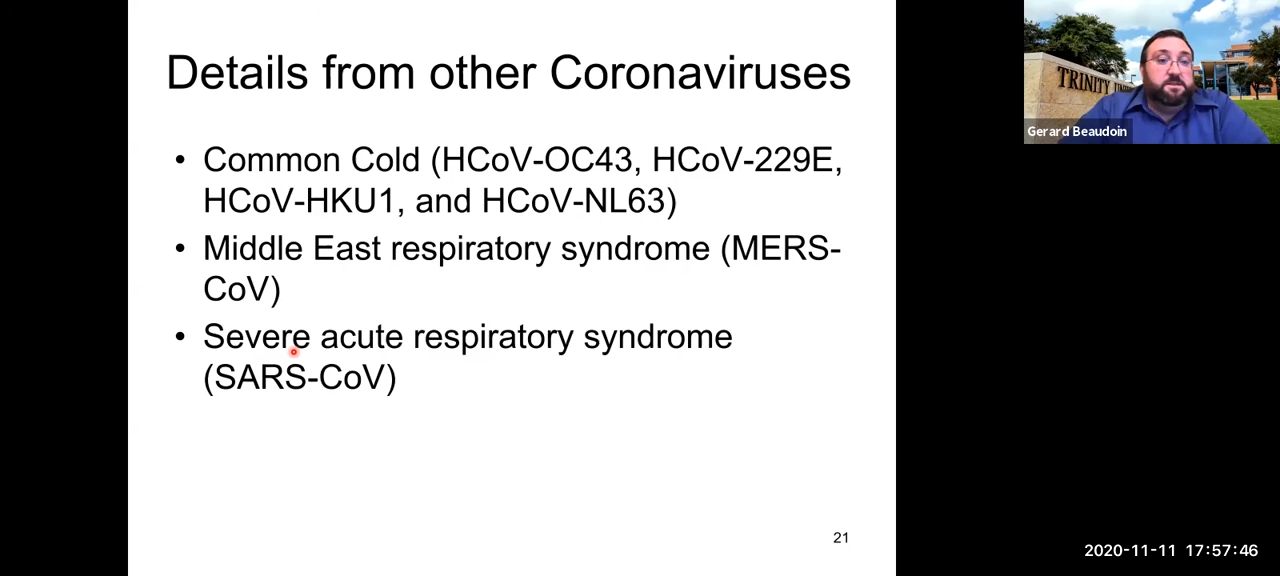 Details from other Coronaviruses
• Common Cold (HCoV-OC43, HCoV-229E,
HCoV-HKU1, and HCoV-NL63)
• Middle East respiratory syndrome (MERS-
CoV)
• Severe acute respiratory syndrome
(SARS-CoV)
21
TRINITY
Gerard Beaudoin
2020-11-11 17:57:46